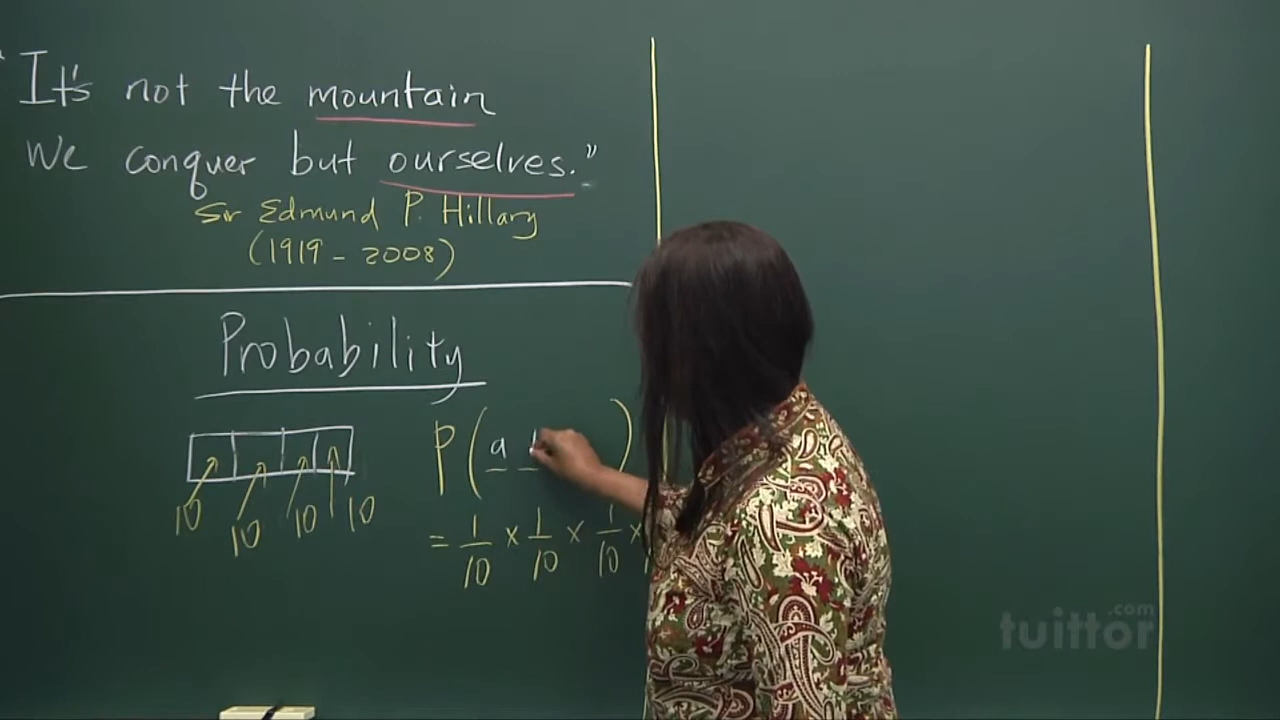 "It's not the mountain
We conquer but ourselves."
Sir Edmund P. Hillary
(1919 - 2008)
Probability
P(a )
10 10 10 10
= 1/10 × 1/10 × 1/10 ×
tuittor.com